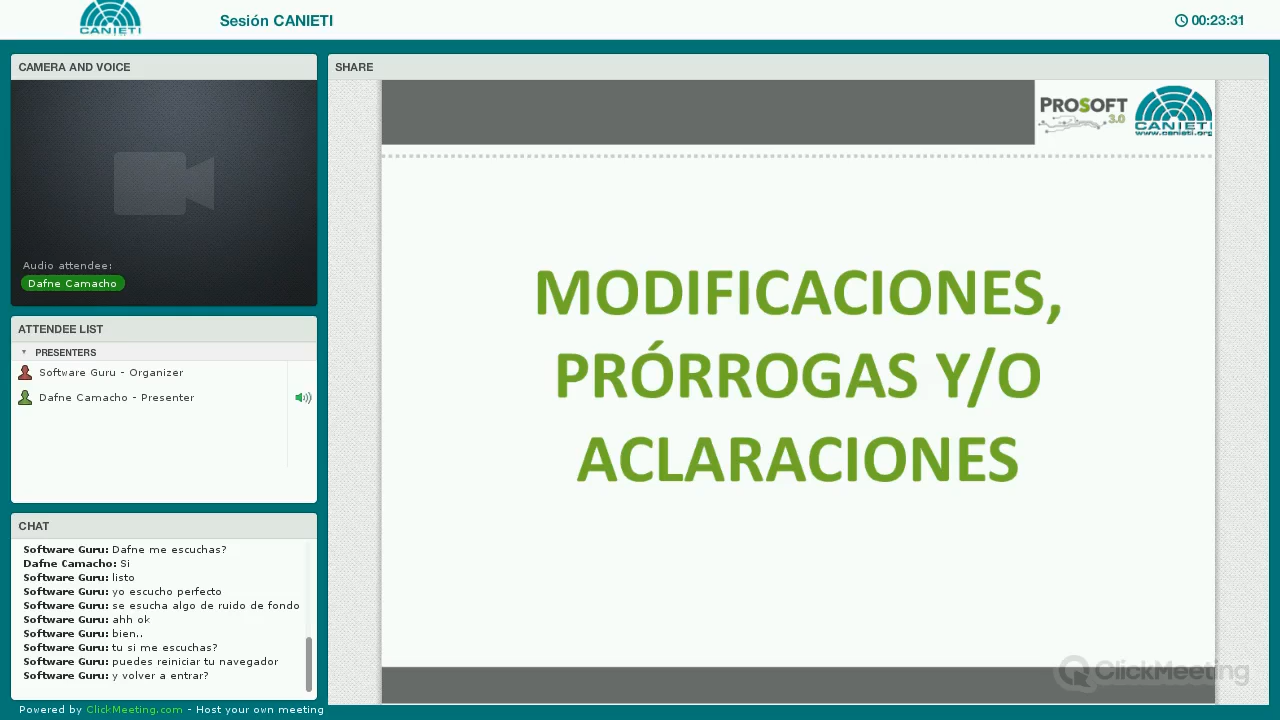 CANIETI
Sesión CANIETI
00:23:31
CAMERA AND VOICE
Audio attendee:
Dafne Camacho
ATTENDEE LIST
PRESENTERS
Software Guru - Organizer
Dafne Camacho - Presenter
CHAT
Software Guru: Dafne me escuchas?
Dafne Camacho: Si
Software Guru: listo
Software Guru: yo escucho perfecto
Software Guru: se esucha algo de ruido de fondo
Software Guru: ahh ok
Software Guru: bien..
Software Guru: tu si me escuchas?
Software Guru: puedes reiniciar tu navegador
Software Guru: y volver a entrar?
Powered by ClickMeeting.com - Host your own meeting
SHARE
PROSOFT
3.0
CANIETI
www.canieti.org
MODIFICACIONES,
PRÓRROGAS Y/O
ACLARACIONES
ClickMeeting